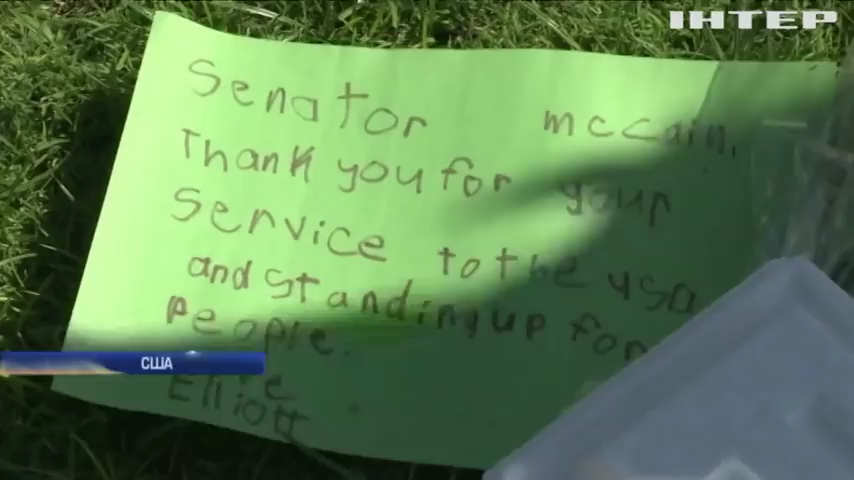 ІНТЕР
Senator mccain,
Thank you for your
service to the usa
and standing up for
people.
США
Elliott